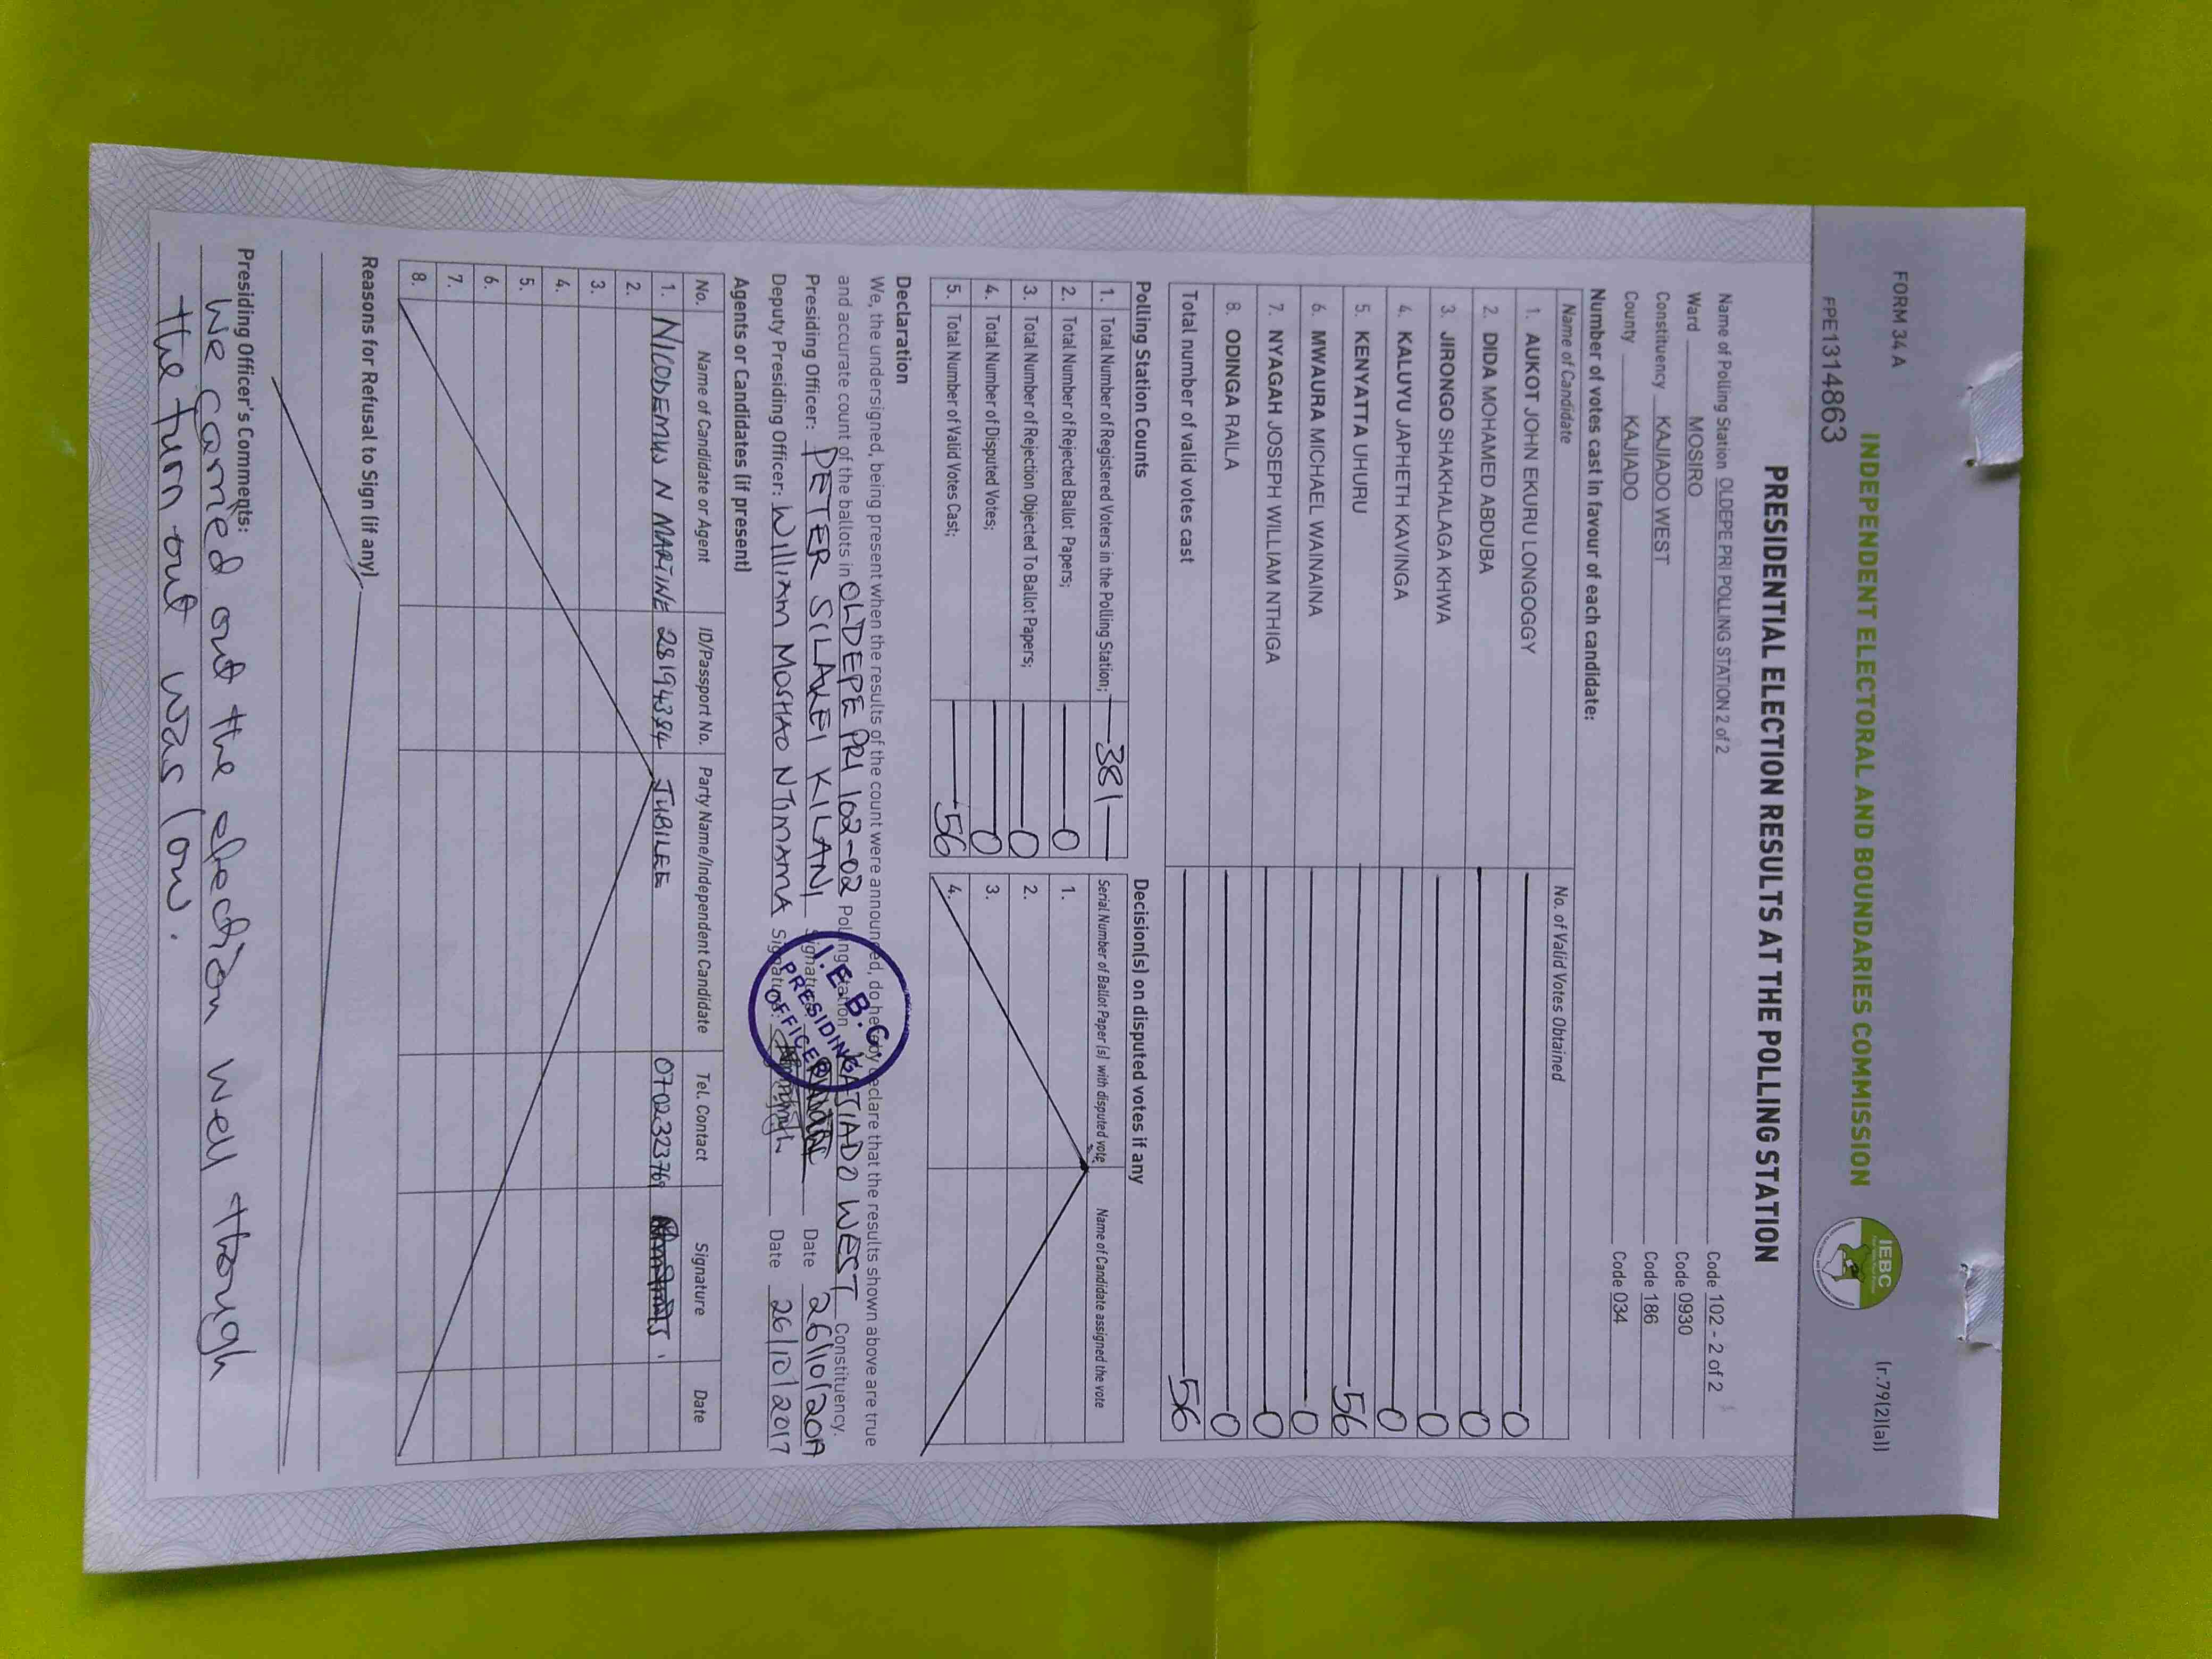 FORM 34 A
(r.79(2)(a))
FPE1314863
INDEPENDENT ELECTORAL AND BOUNDARIES COMMISSION
IEBC
PRESIDENTIAL ELECTION RESULTS AT THE POLLING STATION
Name of Polling Station OLDEPE PRI POLLING STATION 2 of 2 Code 102 - 2 of 2
Ward MOSIRO Code 0930
Constituency KAJIADO WEST Code 186
County KAJIADO Code 034
Number of votes cast in favour of each candidate:
Name of Candidate No. of Valid Votes Obtained
1. AUKOT JOHN EKURU LONGOGGY 0
2. DIDA MOHAMED ABDUBA 0
3. JIRONGO SHAKHALAGA KHWA 0
4. KALUYU JAPHETH KAVINGA 0
5. KENYATTA UHURU 56
6. MWAURA MICHAEL WAINAINA 0
7. NYAGAH JOSEPH WILLIAM NTHIGA 0
8. ODINGA RAILA 0
Total number of valid votes cast 56
Polling Station Counts
1. Total Number of Registered Voters in the Polling Station; 381
2. Total Number of Rejected Ballot Papers; 0
3. Total Number of Rejection Objected To Ballot Papers; 0
4. Total Number of Disputed Votes; 0
5. Total Number of Valid Votes Cast; 56
Decision(s) on disputed votes if any
Serial Number of Ballot Paper (s) with disputed vote Name of Candidate assigned the vote
1.
2.
3.
4.
Declaration
We, the undersigned, being present when the results of the count were announced, do hereby declare that the results shown above are true
and accurate count of the ballots in OLDEPE PRI 102-02 Polling station KAJIADO WEST Constituency.
Presiding Officer: PETER SILAKEI KILANI Signature: Date 26/10/2017
Deputy Presiding Officer: WILLIAM MOSHAO NTIMAMA Signature: Date 26/10/2017
I.E.B.C.
PRESIDING
OFFICER
Agents or Candidates (if present)
No. Name of Candidate or Agent ID/Passport No. Party Name/Independent Candidate Tel. Contact Signature Date
1. NICODEMUS N MARTINE 28194384 JUBILEE 0702323769
2.
3.
4.
5.
6.
7.
8.
Reasons for Refusal to Sign (if any)
Presiding Officer's Comments:
We carried out the election well though
the turn out was low.